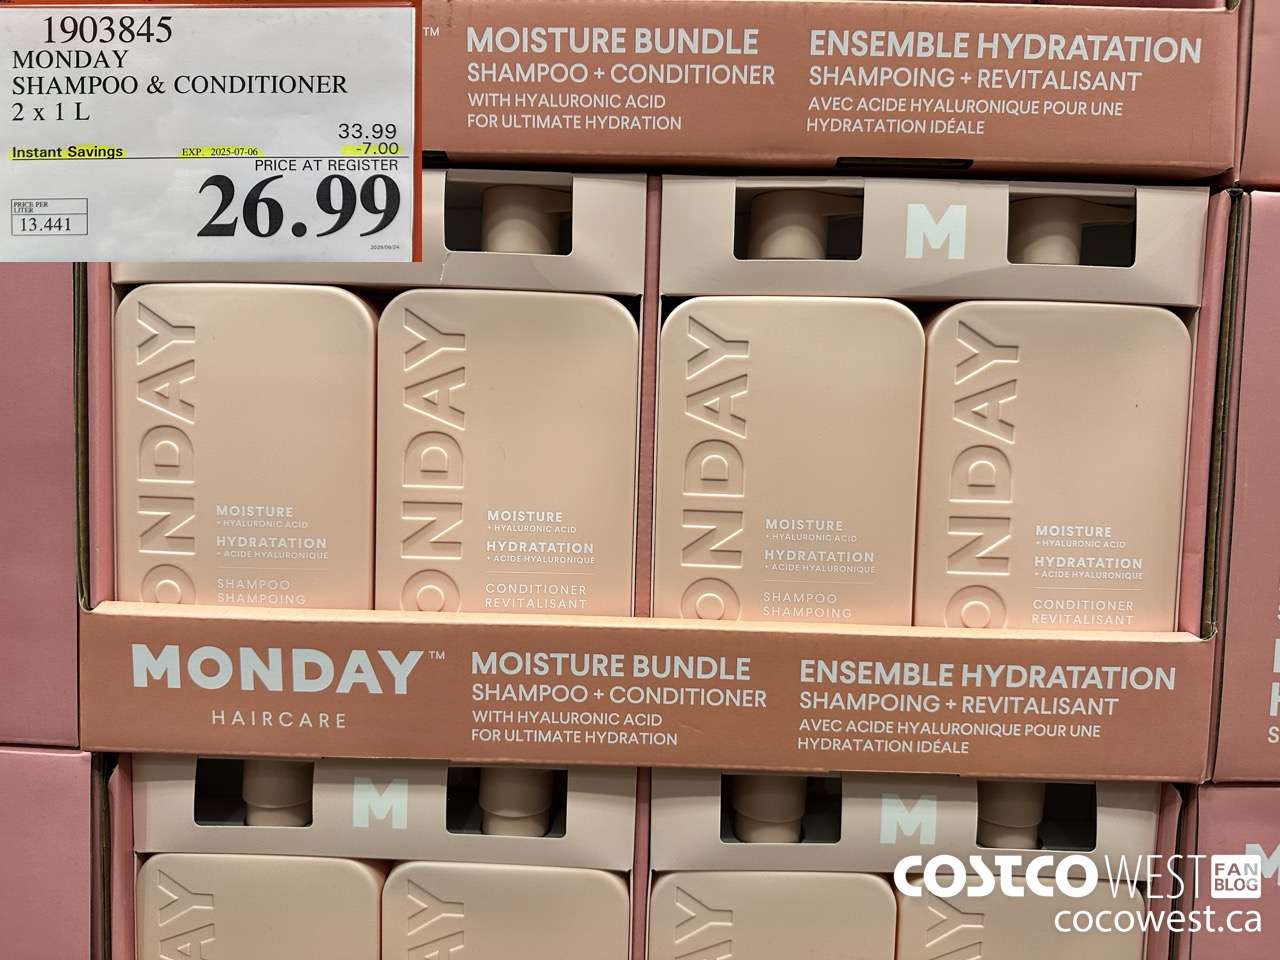 1903845
MONDAY
SHAMPOO & CONDITIONER
2 x 1 L
33.99
Instant Savings EXP. 2025-07-06 -7.00
PRICE AT REGISTER
26.99
PRICE PER
LITER
13.441
™
MOISTURE BUNDLE
SHAMPOO + CONDITIONER
WITH HYALURONIC ACID
FOR ULTIMATE HYDRATION
ENSEMBLE HYDRATATION
SHAMPOING + REVITALISANT
AVEC ACIDE HYALURONIQUE POUR UNE
HYDRATATION IDÉALE
M
ONDAY
MOISTURE
+ HYALURONIC ACID
HYDRATATION
+ ACIDE HYALURONIQUE
SHAMPOO
SHAMPOING
ONDAY
MOISTURE
+ HYALURONIC ACID
HYDRATATION
+ ACIDE HYALURONIQUE
CONDITIONER
REVITALISANT
ONDAY
MOISTURE
+ HYALURONIC ACID
HYDRATATION
+ ACIDE HYALURONIQUE
SHAMPOO
SHAMPOING
ONDAY
MOISTURE
+ HYALURONIC ACID
HYDRATATION
+ ACIDE HYALURONIQUE
CONDITIONER
REVITALISANT
MONDAY™
HAIRCARE
MOISTURE BUNDLE
SHAMPOO + CONDITIONER
WITH HYALURONIC ACID
FOR ULTIMATE HYDRATION
ENSEMBLE HYDRATATION
SHAMPOING + REVITALISANT
AVEC ACIDE HYALURONIQUE POUR UNE
HYDRATATION IDÉALE
M
M
AY
DAY
DAY
AY
COSTCO WEST FAN BLOG
cocowest.ca